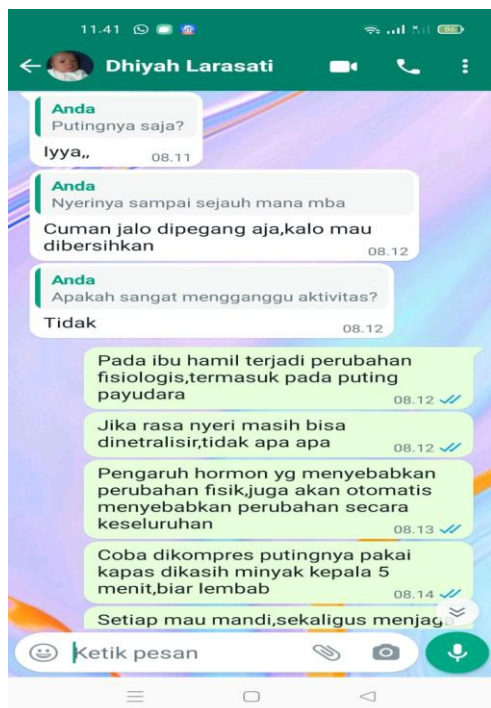 11.41
86
Dhiyah Larasati
Anda
Putingnya saja?
Iyya,,
08.11
Anda
Nyerinya sampai sejauh mana mba
Cuman jalo dipegang aja,kalo mau
dibersihkan
08.12
Anda
Apakah sangat mengganggu aktivitas?
Tidak
08.12
Pada ibu hamil terjadi perubahan
fisiologis,termasuk pada puting
payudara
08.12
Jika rasa nyeri masih bisa
dinetralisir,tidak apa apa
08.12
Pengaruh hormon yg menyebabkan
perubahan fisik,juga akan otomatis
menyebabkan perubahan secara
keseluruhan
08.13
Coba dikompres putingnya pakai
kapas dikasih minyak kepala 5
menit,biar lembab
08.14
Setiap mau mandi,sekaligus menjaga
Ketik pesan